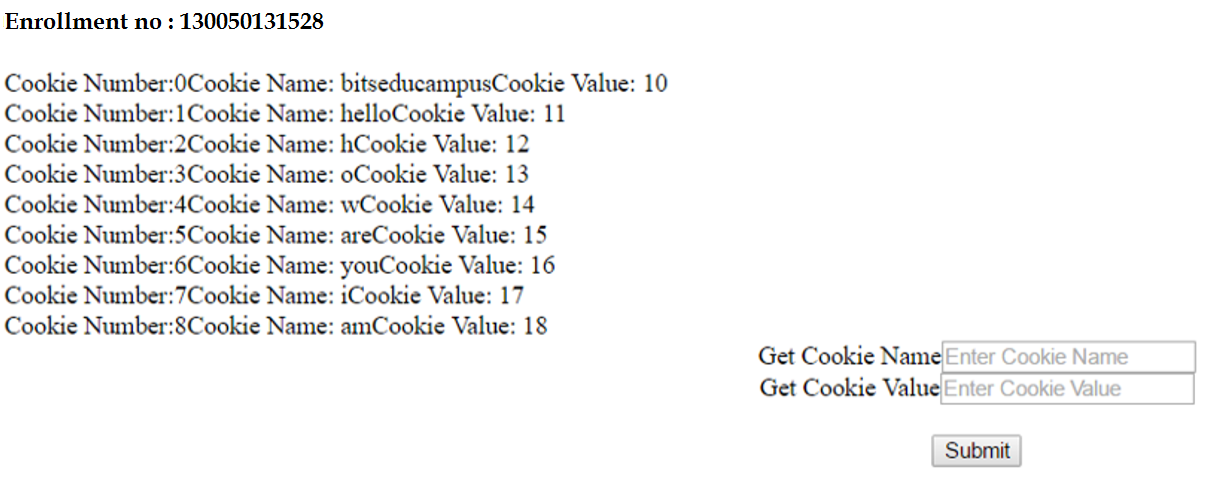 Enrollment no : 130050131528
Cookie Number:0Cookie Name: bitseducampusCookie Value: 10
Cookie Number:1Cookie Name: helloCookie Value: 11
Cookie Number:2Cookie Name: hCookie Value: 12
Cookie Number:3Cookie Name: oCookie Value: 13
Cookie Number:4Cookie Name: wCookie Value: 14
Cookie Number:5Cookie Name: areCookie Value: 15
Cookie Number:6Cookie Name: youCookie Value: 16
Cookie Number:7Cookie Name: iCookie Value: 17
Cookie Number:8Cookie Name: amCookie Value: 18
Get Cookie Name Enter Cookie Name
Get Cookie Value Enter Cookie Value
Submit